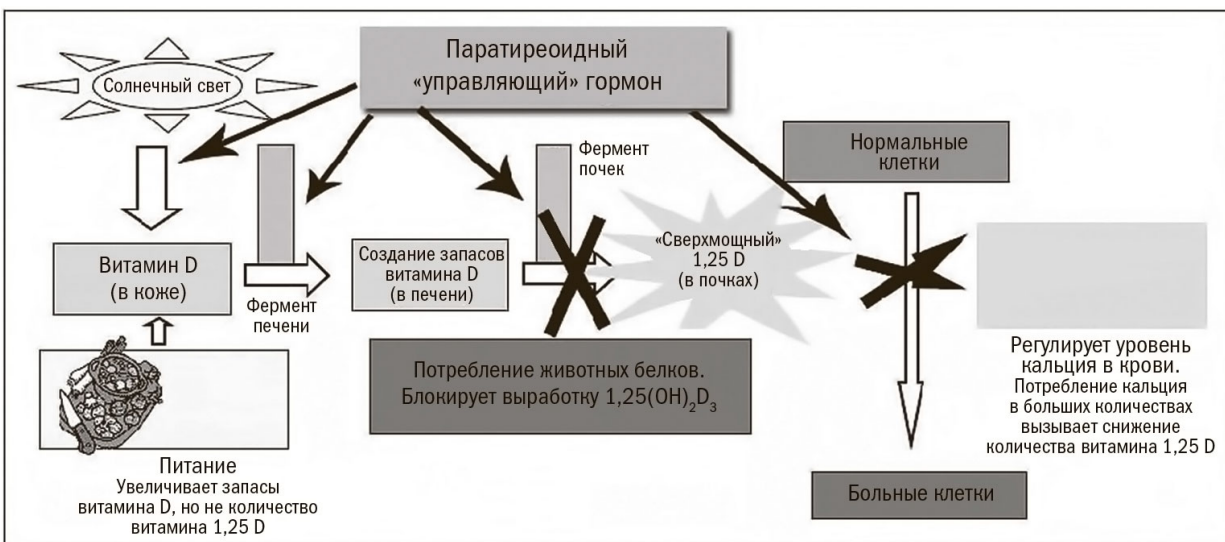 Паратиреоидный
«управляющий» гормон
Солнечный свет
Нормальные
клетки
Фермент
почек
Витамин D
(в коже)
Фермент
печени
Создание запасов
витамина D
(в печени)
«Сверхмощный»
1,25 D
(в почках)
Потребление животных белков.
Блокирует выработку 1,25(OH)₂D₃
Регулирует уровень
кальция в крови.
Потребление кальция
в больших количествах
вызывает снижение
количества витамина 1,25 D
Питание
Увеличивает запасы
витамина D, но не количество
витамина 1,25 D
Больные клетки